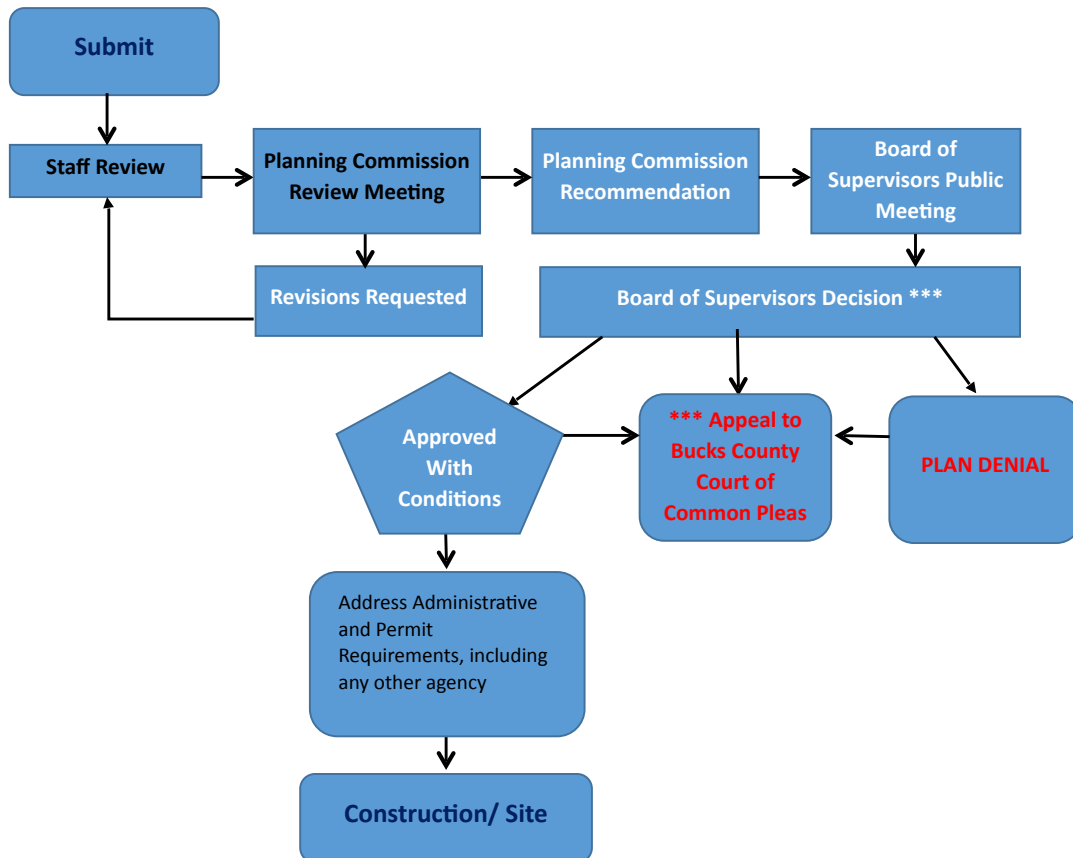 Submit
Staff Review
Planning Commission
Review Meeting
Planning Commission
Recommendation
Board of
Supervisors Public
Meeting
Revisions Requested
Board of Supervisors Decision ***
Approved
With
Conditions
*** Appeal to
Bucks County
Court of
Common Pleas
PLAN DENIAL
Address Administrative
and Permit
Requirements, including
any other agency
Construction/ Site